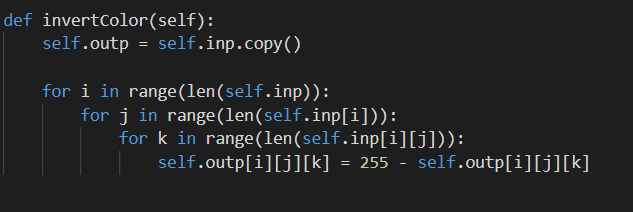 def invertColor(self):
    self.outp = self.inp.copy()
    for i in range(len(self.inp)):
        for j in range(len(self.inp[i])):
            for k in range(len(self.inp[i][j])):
                self.outp[i][j][k] = 255 - self.outp[i][j][k]